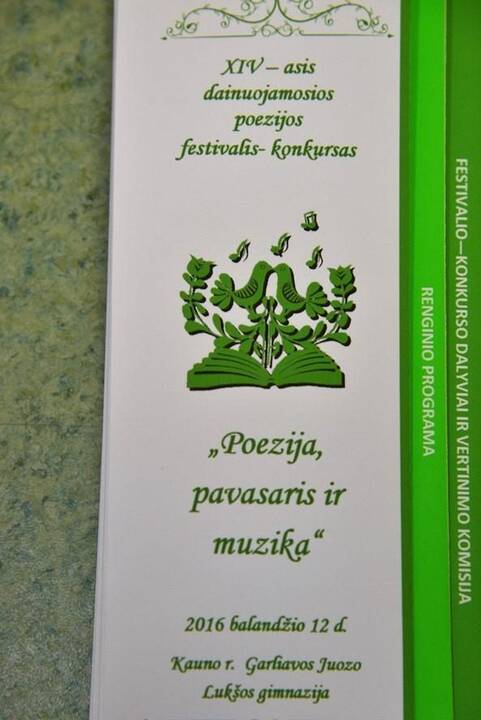 XIV – asis
dainuojamosios
poezijos
festivalis- konkursas
„Poezija,
pavasaris ir
muzika“
2016 balandžio 12 d.
Kauno r. Garliavos Juozo
Lukšos gimnazija
RENGINIO PROGRAMA
FESTIVALIO—KONKURSO DALYVIAI IR VERTINIMO KOMISIJA